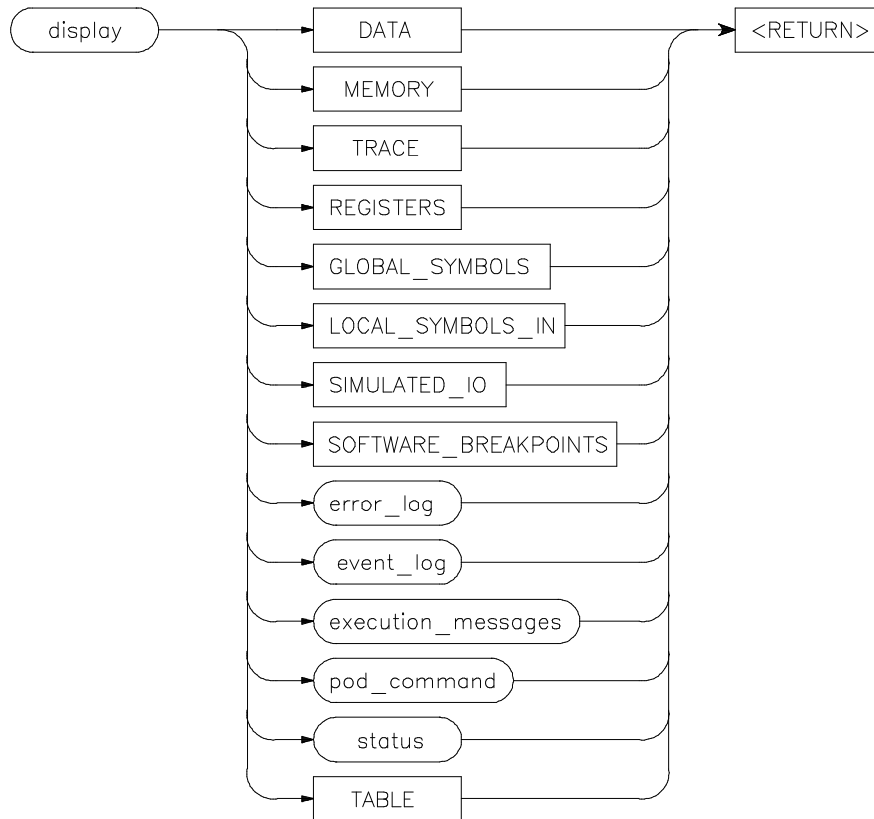 display
DATA
<RETURN>
MEMORY
TRACE
REGISTERS
GLOBAL_SYMBOLS
LOCAL_SYMBOLS_IN
SIMULATED_IO
SOFTWARE_BREAKPOINTS
error_log
event_log
execution_messages
pod_command
status
TABLE